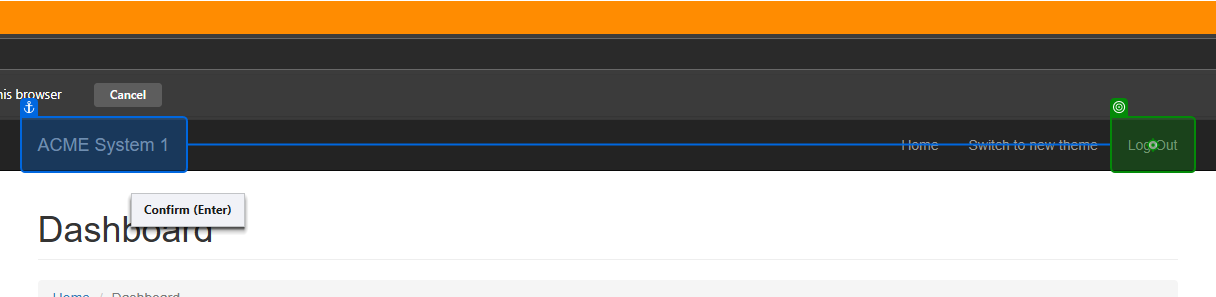 his browser Cancel
ACME System 1 Home Switch to new theme Log Out
Confirm (Enter)
Dashboard
Home / Dashboard